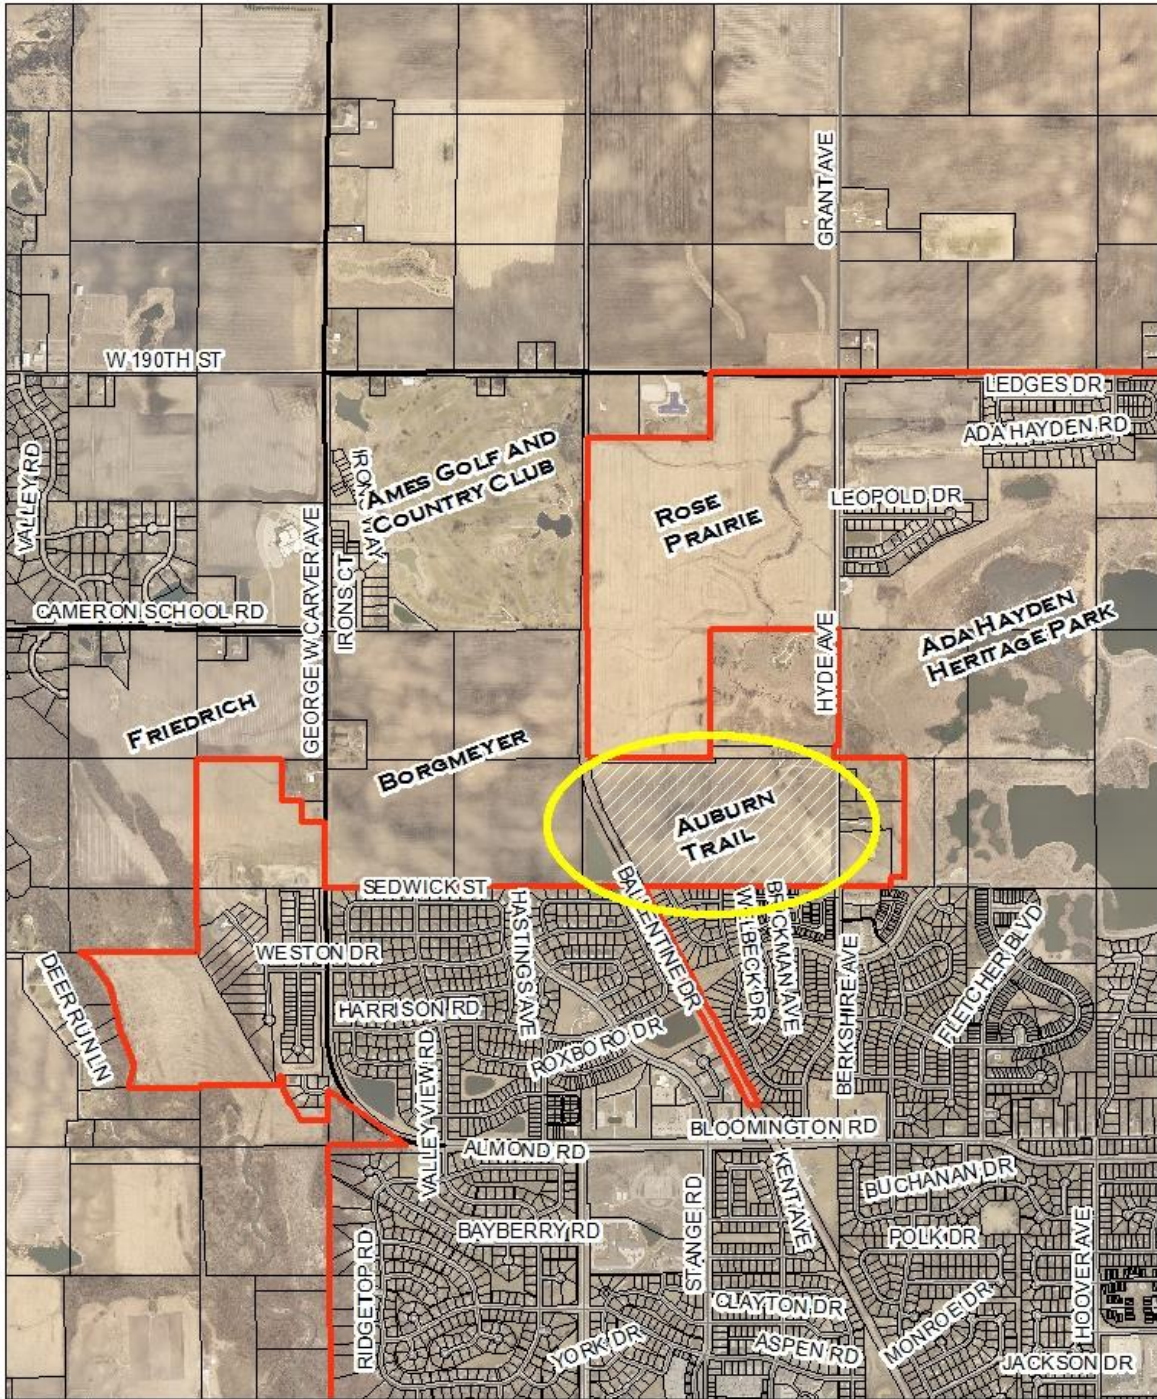 GRANT AVE
W 190TH ST
LEDGES DR
ADA HAYDEN RD
VALLEY RD
IRONS WAY
AMES GOLF AND
COUNTRY CLUB
ROSE
PRAIRIE
LEOPOLD DR
GEORGE W CARVER AVE
IRONS CT
CAMERON SCHOOL RD
HYDE AVE
ADA HAYDEN
HERITAGE PARK
FRIEDRICH
BORGMEYER
AUBURN
TRAIL
SEDWICK ST
HASTINGS AVE
BALLENTINE DR
WELBECK DR
BRICKMAN AVE
BERKSHIRE AVE
FLETCHER BLVD
WESTON DR
DEER RUN LN
HARRISON RD
VALLEY VIEW RD
ROXBORO DR
BLOOMINGTON RD
ALMOND RD
KENT AVE
BUCHANAN DR
BAYBERRY RD
STANGE RD
POLK DR
HOOVER AVE
RIDGETOP RD
YORK DR
CLAYTON DR
ASPEN RD
MONROE DR
JACKSON DR